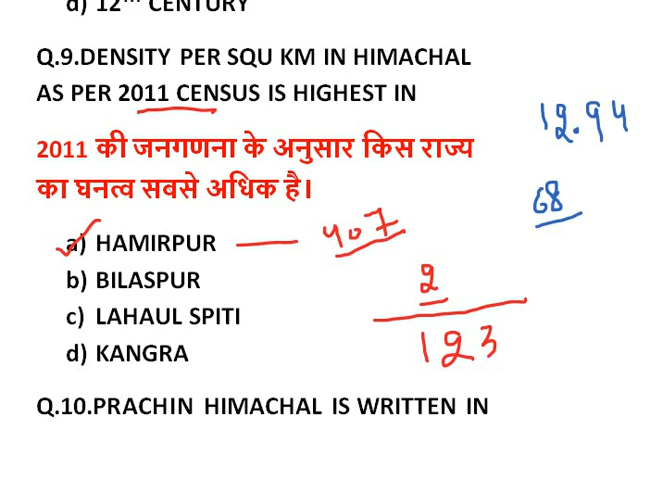 d) 12TH CENTURY
Q.9.DENSITY PER SQU KM IN HIMACHAL
AS PER 2011 CENSUS IS HIGHEST IN
12.94
2011 की जनगणना के अनुसार किस राज्य
का घनत्व सबसे अधिक है।
68
a) HAMIRPUR 407
b) BILASPUR
2
c) LAHAUL SPITI
123
d) KANGRA
Q.10.PRACHIN HIMACHAL IS WRITTEN IN